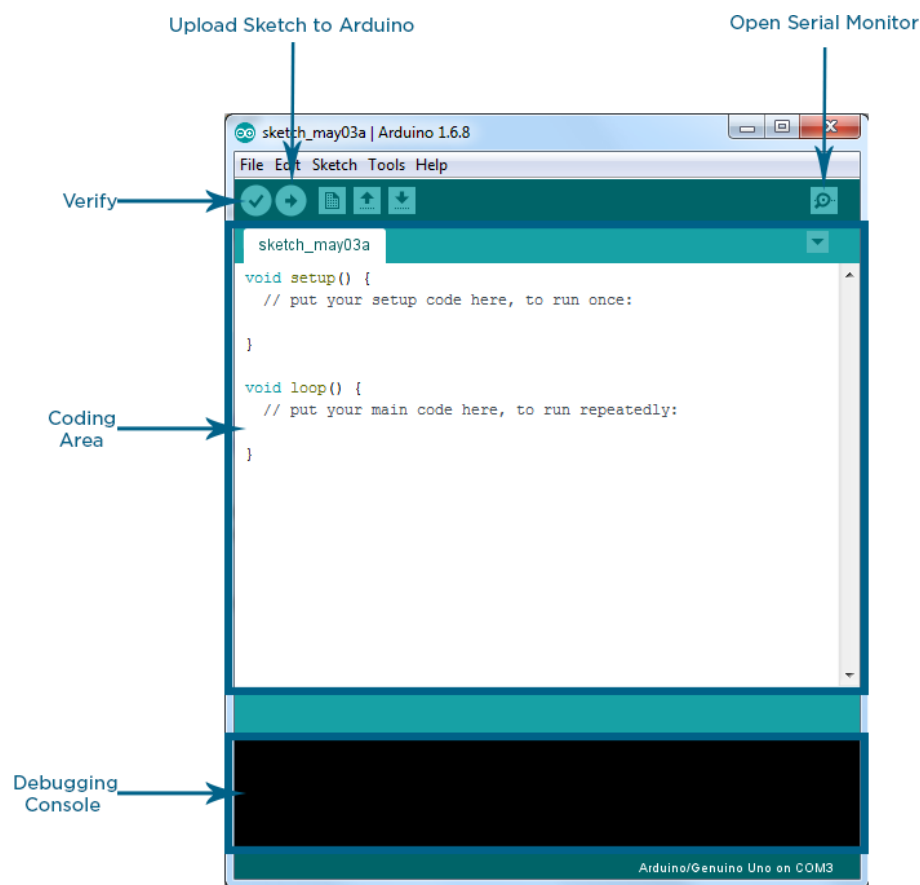 Upload Sketch to Arduino
Open Serial Monitor
sketch_may03a | Arduino 1.6.8
File Edit Sketch Tools Help
Verify
sketch_may03a
void setup() {
  // put your setup code here, to run once:
}
void loop() {
  // put your main code here, to run repeatedly:
}
Coding
Area
Debugging
Console
Arduino/Genuino Uno on COM3